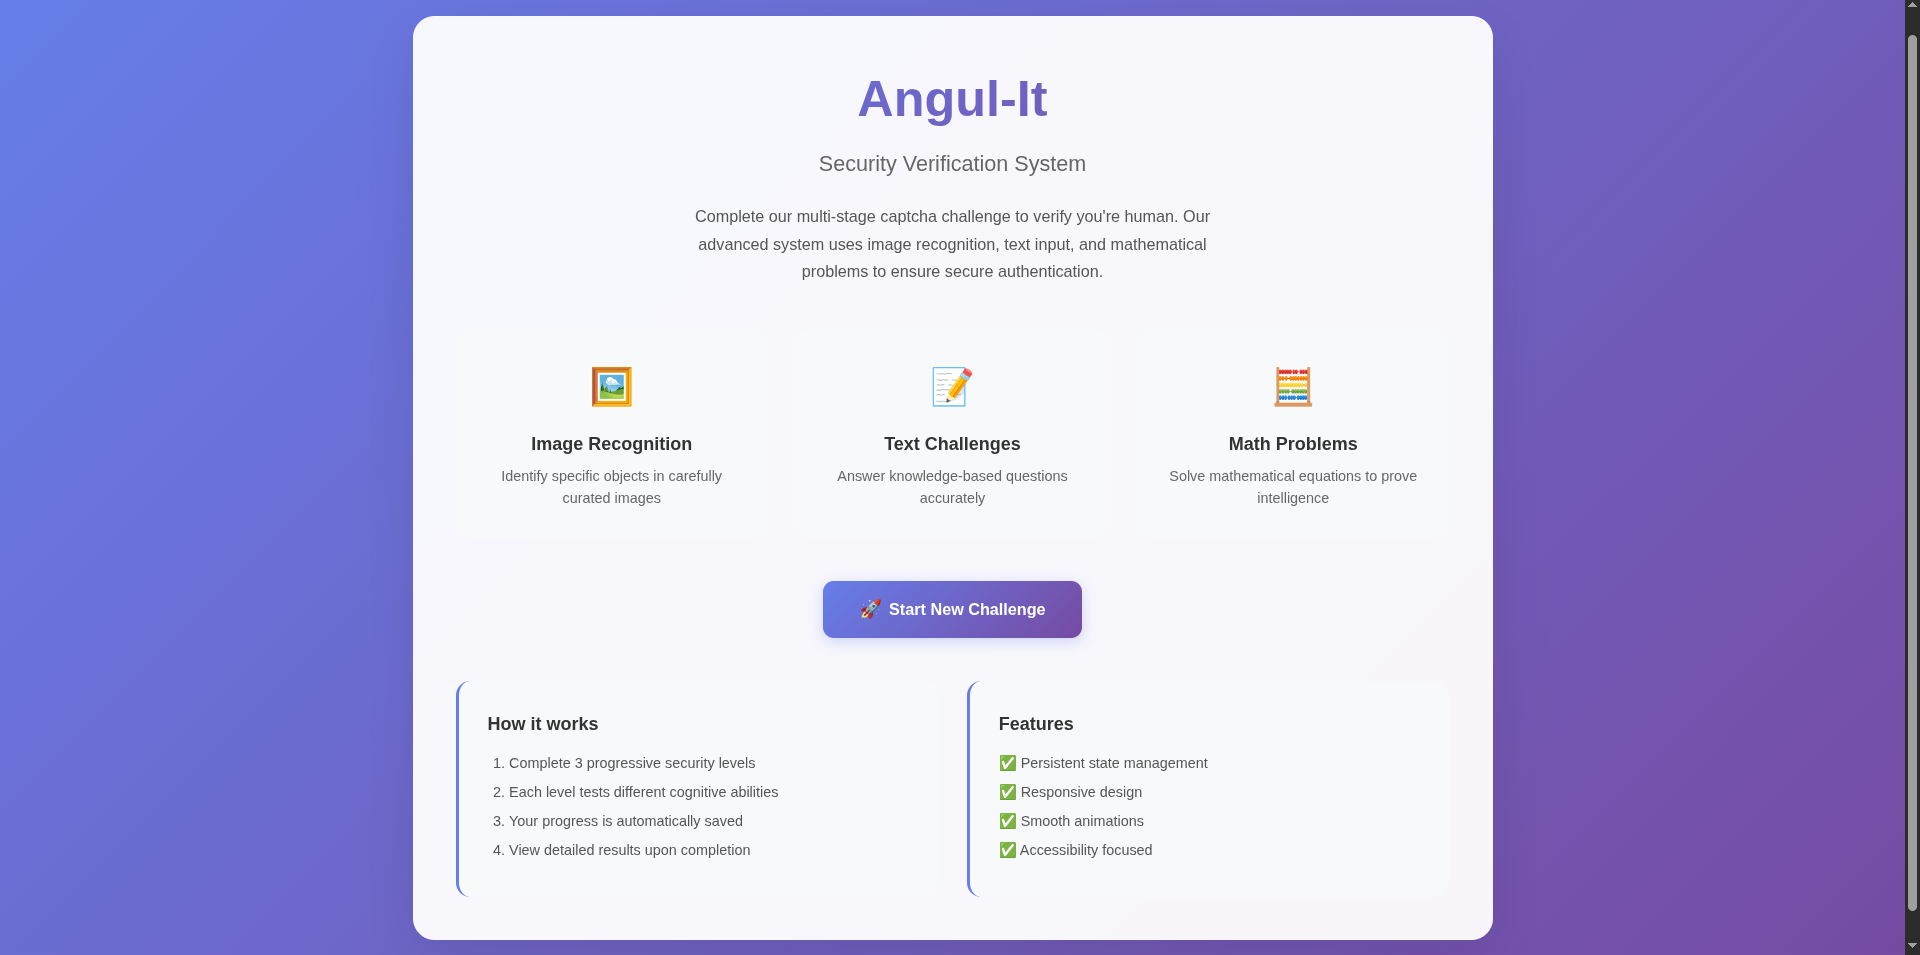 Angul-It
Security Verification System
Complete our multi-stage captcha challenge to verify you're human. Our
advanced system uses image recognition, text input, and mathematical
problems to ensure secure authentication.
Image Recognition
Identify specific objects in carefully
curated images
Text Challenges
Answer knowledge-based questions
accurately
Math Problems
Solve mathematical equations to prove
intelligence
🚀 Start New Challenge
How it works
1. Complete 3 progressive security levels
2. Each level tests different cognitive abilities
3. Your progress is automatically saved
4. View detailed results upon completion
Features
✅ Persistent state management
✅ Responsive design
✅ Smooth animations
✅ Accessibility focused